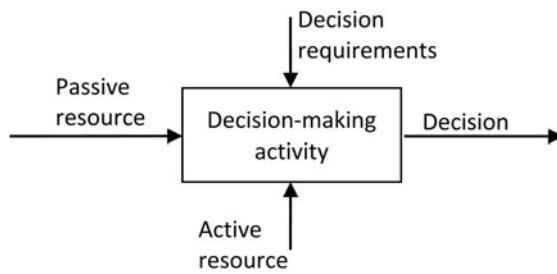 Decision
requirements
Passive
resource
Decision-making
activity
Decision
Active
resource